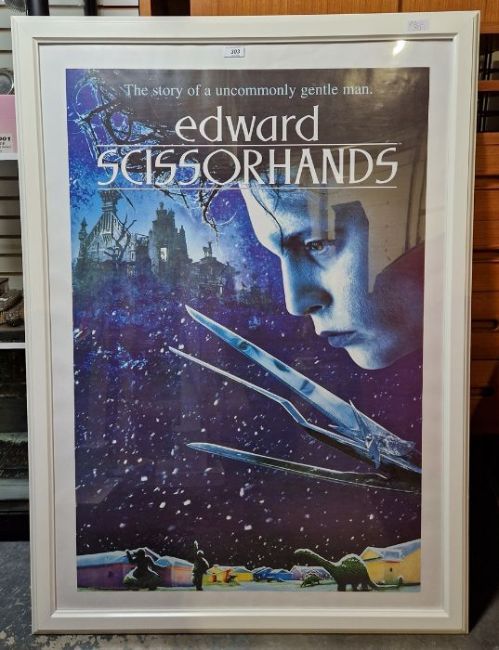 303
The story of a uncommonly gentle man.
edward
SCISSORHANDS